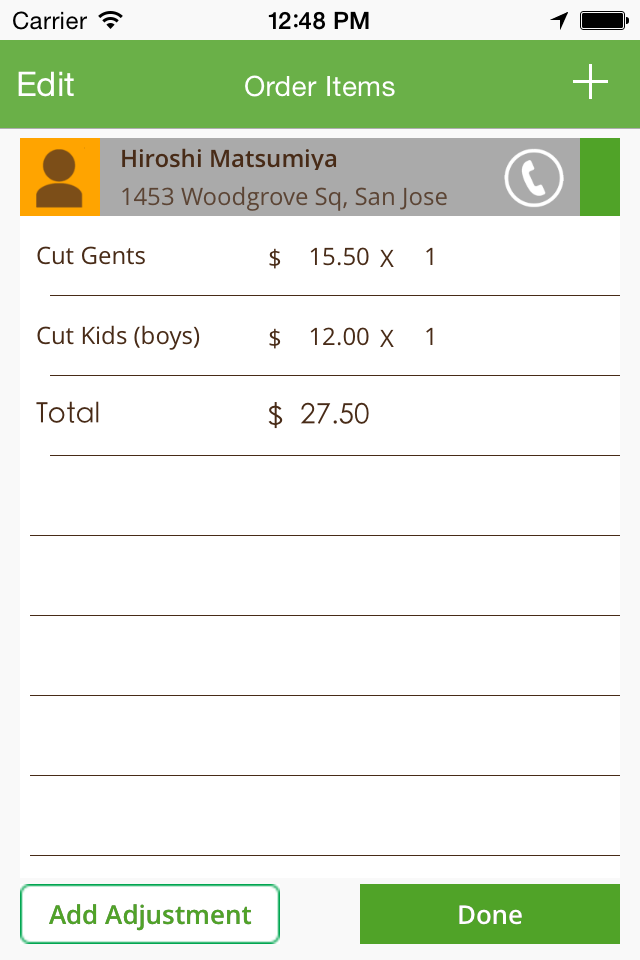 Carrier 12:48 PM
Edit Order Items +
Hiroshi Matsumiya
1453 Woodgrove Sq, San Jose
Cut Gents $ 15.50 X 1
Cut Kids (boys) $ 12.00 X 1
Total $ 27.50
Add Adjustment Done